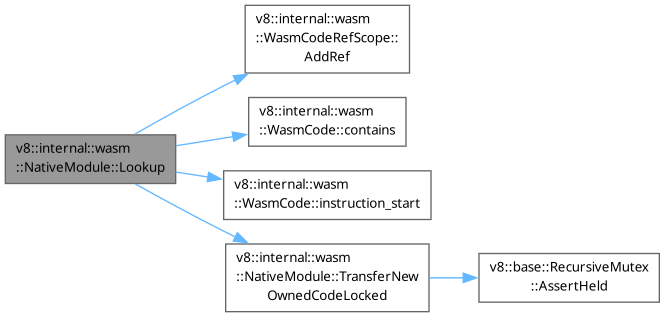 v8::internal::wasm
::WasmCodeRefScope::
AddRef
v8::internal::wasm
::WasmCode::contains
v8::internal::wasm
::NativeModule::Lookup
v8::internal::wasm
::WasmCode::instruction_start
v8::internal::wasm
::NativeModule::TransferNew
OwnedCodeLocked
v8::base::RecursiveMutex
::AssertHeld